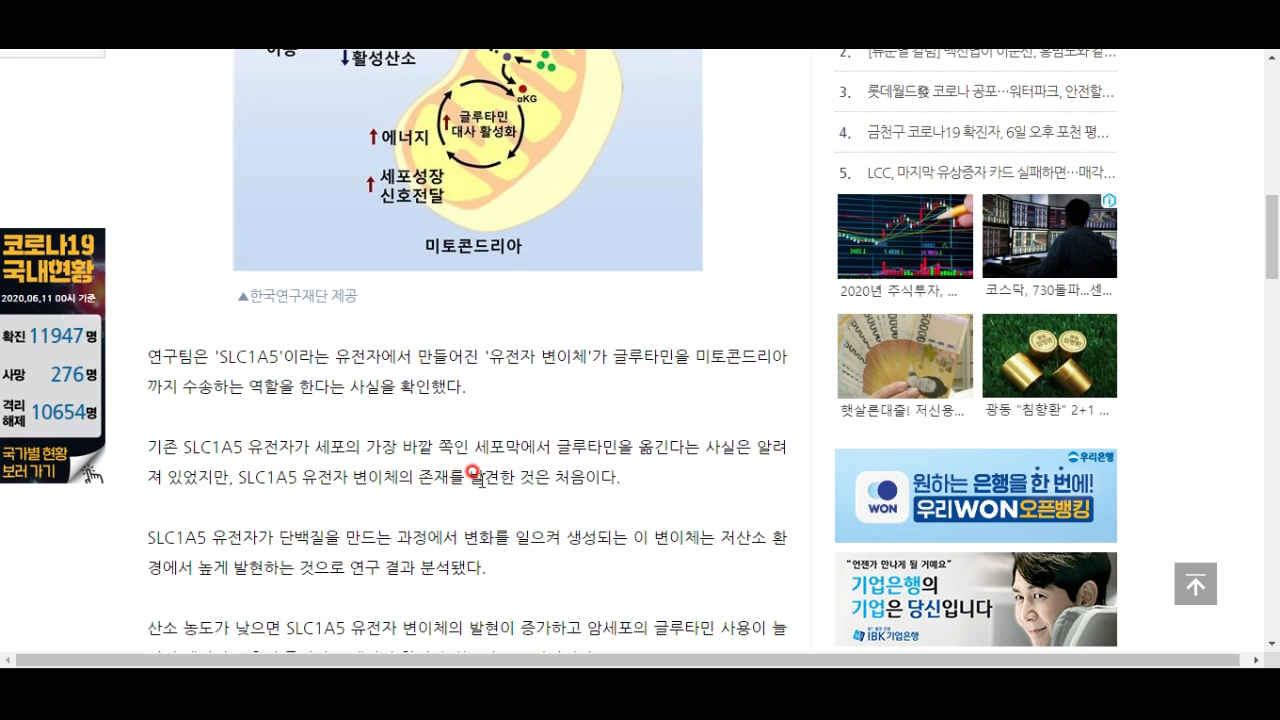 활성산소
αKG
글루타민
대사 활성화
에너지
세포성장
신호전달
미토콘드리아
▲한국연구재단 제공
연구팀은 'SLC1A5'이라는 유전자에서 만들어진 '유전자 변이체'가 글루타민을 미토콘드리아
까지 수송하는 역할을 한다는 사실을 확인했다.
기존 SLC1A5 유전자가 세포의 가장 바깥 쪽인 세포막에서 글루타민을 옮긴다는 사실은 알려
져 있었지만, SLC1A5 유전자 변이체의 존재를 발견한 것은 처음이다.
SLC1A5 유전자가 단백질을 만드는 과정에서 변화를 일으켜 생성되는 이 변이체는 저산소 환
경에서 높게 발현하는 것으로 연구 결과 분석됐다.
산소 농도가 낮으면 SLC1A5 유전자 변이체의 발현이 증가하고 암세포의 글루타민 사용이 늘
코로나19
국내현황
2020.06.11 00시 기준
확진 11947명
사망 276명
격리
해제 10654명
국가별 현황
보러 가기
2.
3. 롯데월드發 코로나 공포…워터파크, 안전할...
4. 금천구 코로나19 확진자, 6일 오후 포천 평...
5. LCC, 마지막 유상증자 카드 실패하면…매각...
2020년 주식투자, ...
코스닥, 730돌파...센...
햇살론대출! 저신용...
광동 "침향환" 2+1 ...
우리은행
원하는 은행을 한 번에!
WON
우리WON오픈뱅킹
"언젠가 만나게 될 거예요"
기업은행의
기업은 당신입니다
IBK기업은행